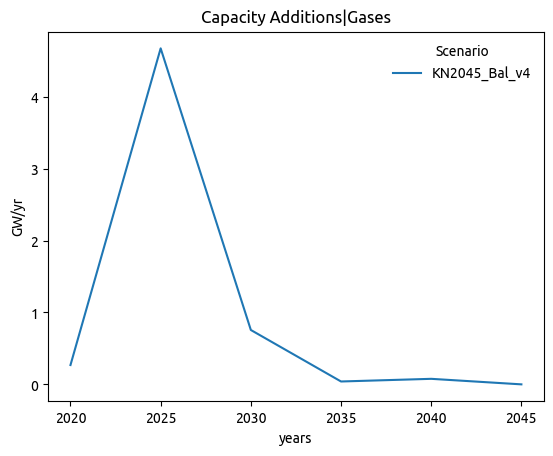 Capacity Additions|Gases
Scenario
KN2045_Bal_v4
GW/yr
4
3
2
1
0
2020 2025 2030 2035 2040 2045
years